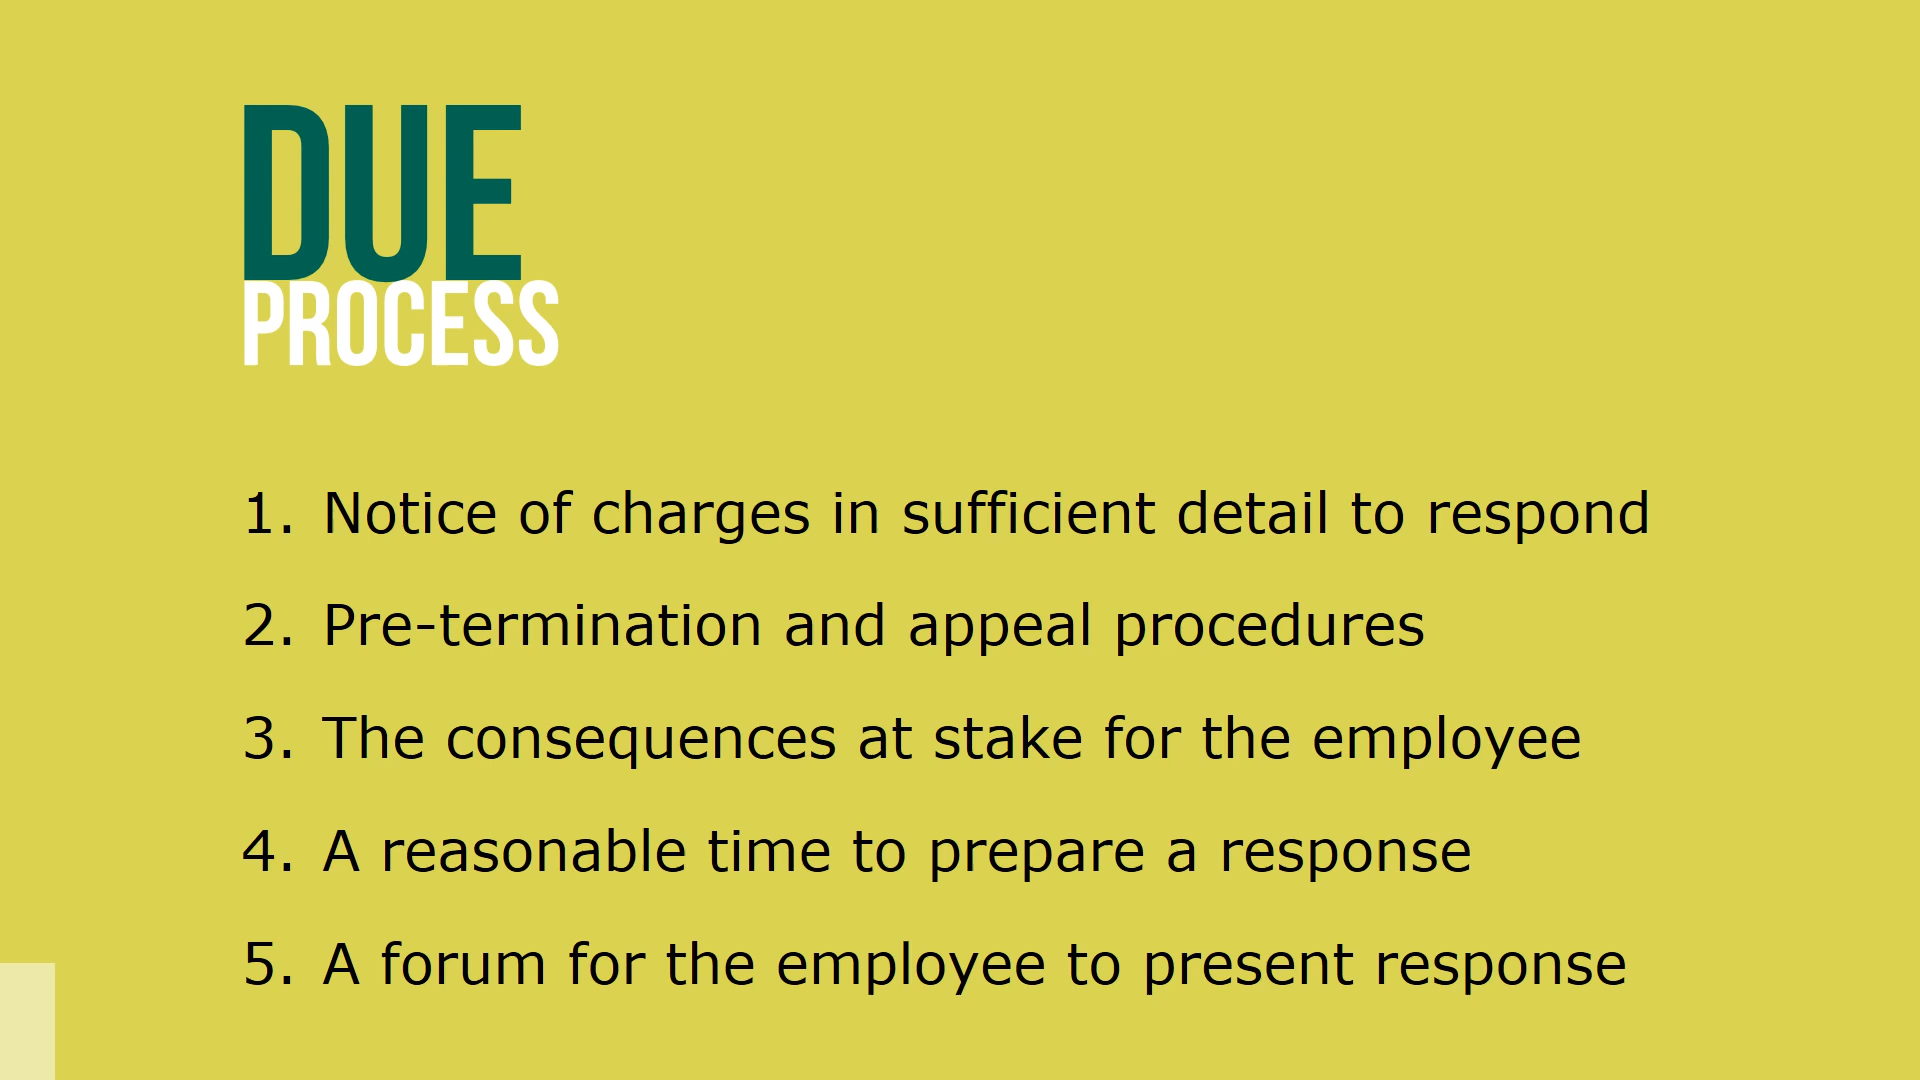 DUE
PROCESS
1. Notice of charges in sufficient detail to respond
2. Pre-termination and appeal procedures
3. The consequences at stake for the employee
4. A reasonable time to prepare a response
5. A forum for the employee to present response